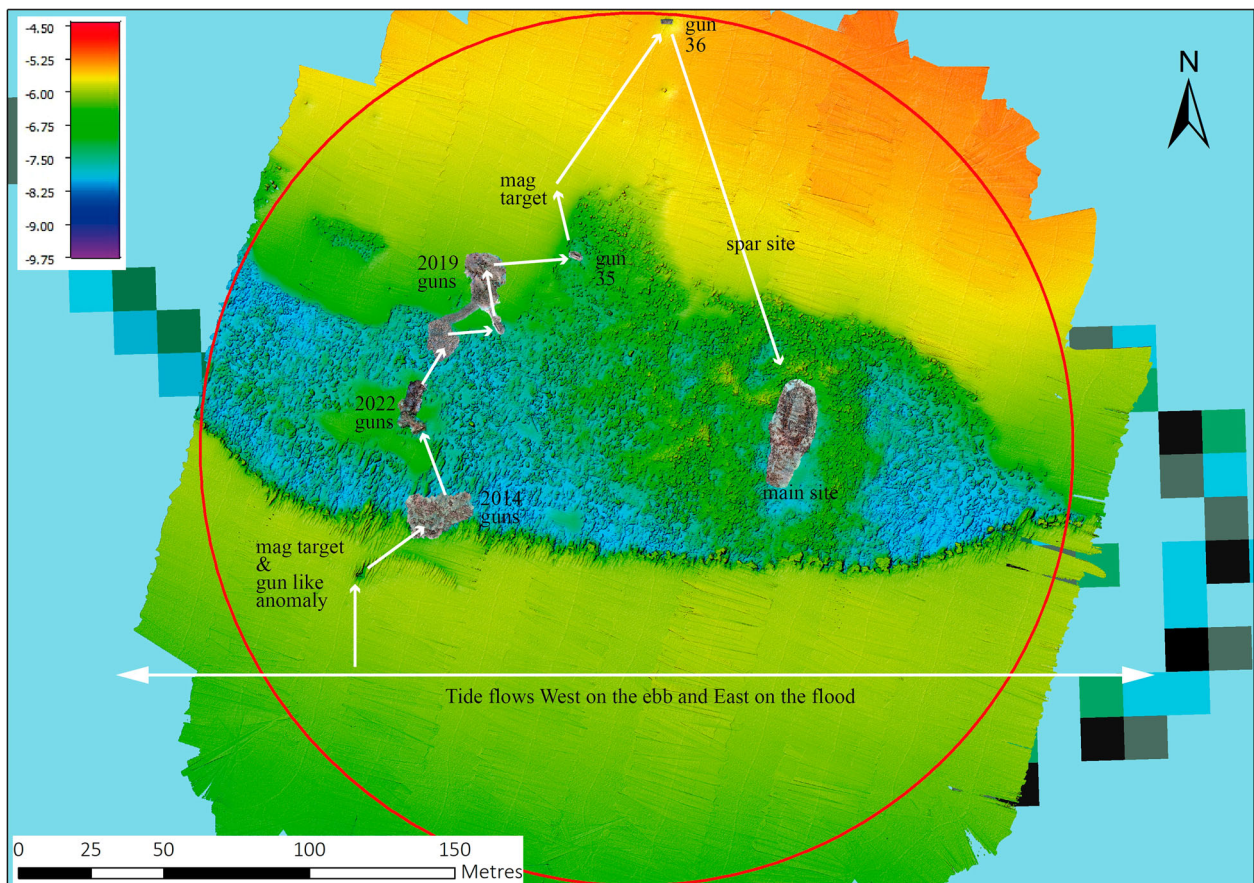 -4.50
-5.25
-6.00
-6.75
-7.50
-8.25
-9.00
-9.75
gun
36
N
mag
target
spar site
2019
guns
gun
35
2022
guns
2014
guns
main site
mag target
&
gun like
anomaly
Tide flows West on the ebb and East on the flood
0 25 50 100 150
Metres